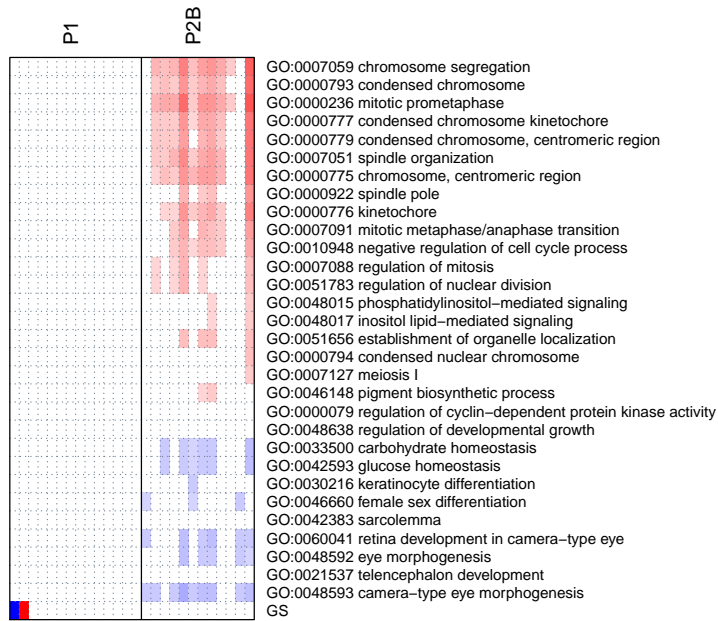 P1
P2B
GO:0007059 chromosome segregation
GO:0000793 condensed chromosome
GO:0000236 mitotic prometaphase
GO:0000777 condensed chromosome kinetochore
GO:0000779 condensed chromosome, centromeric region
GO:0007051 spindle organization
GO:0000775 chromosome, centromeric region
GO:0000922 spindle pole
GO:0000776 kinetochore
GO:0007091 mitotic metaphase/anaphase transition
GO:0010948 negative regulation of cell cycle process
GO:0007088 regulation of mitosis
GO:0051783 regulation of nuclear division
GO:0048015 phosphatidylinositol−mediated signaling
GO:0048017 inositol lipid−mediated signaling
GO:0051656 establishment of organelle localization
GO:0000794 condensed nuclear chromosome
GO:0007127 meiosis I
GO:0046148 pigment biosynthetic process
GO:0000079 regulation of cyclin−dependent protein kinase activity
GO:0048638 regulation of developmental growth
GO:0033500 carbohydrate homeostasis
GO:0042593 glucose homeostasis
GO:0030216 keratinocyte differentiation
GO:0046660 female sex differentiation
GO:0042383 sarcolemma
GO:0060041 retina development in camera−type eye
GO:0048592 eye morphogenesis
GO:0021537 telencephalon development
GO:0048593 camera−type eye morphogenesis
GS